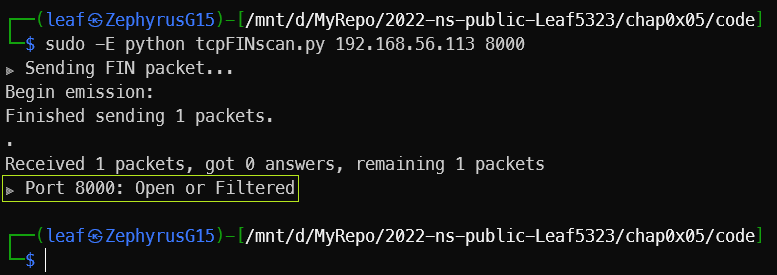 ┌──(leaf㉿ZephyrusG15)-[/mnt/d/MyRepo/2022-ns-public-Leaf5323/chap0x05/code]
└─$ sudo -E python tcpFINscan.py 192.168.56.113 8000
▶ Sending FIN packet...
Begin emission:
Finished sending 1 packets.
.
Received 1 packets, got 0 answers, remaining 1 packets
▶ Port 8000: Open or Filtered
┌──(leaf㉿ZephyrusG15)-[/mnt/d/MyRepo/2022-ns-public-Leaf5323/chap0x05/code]
└─$